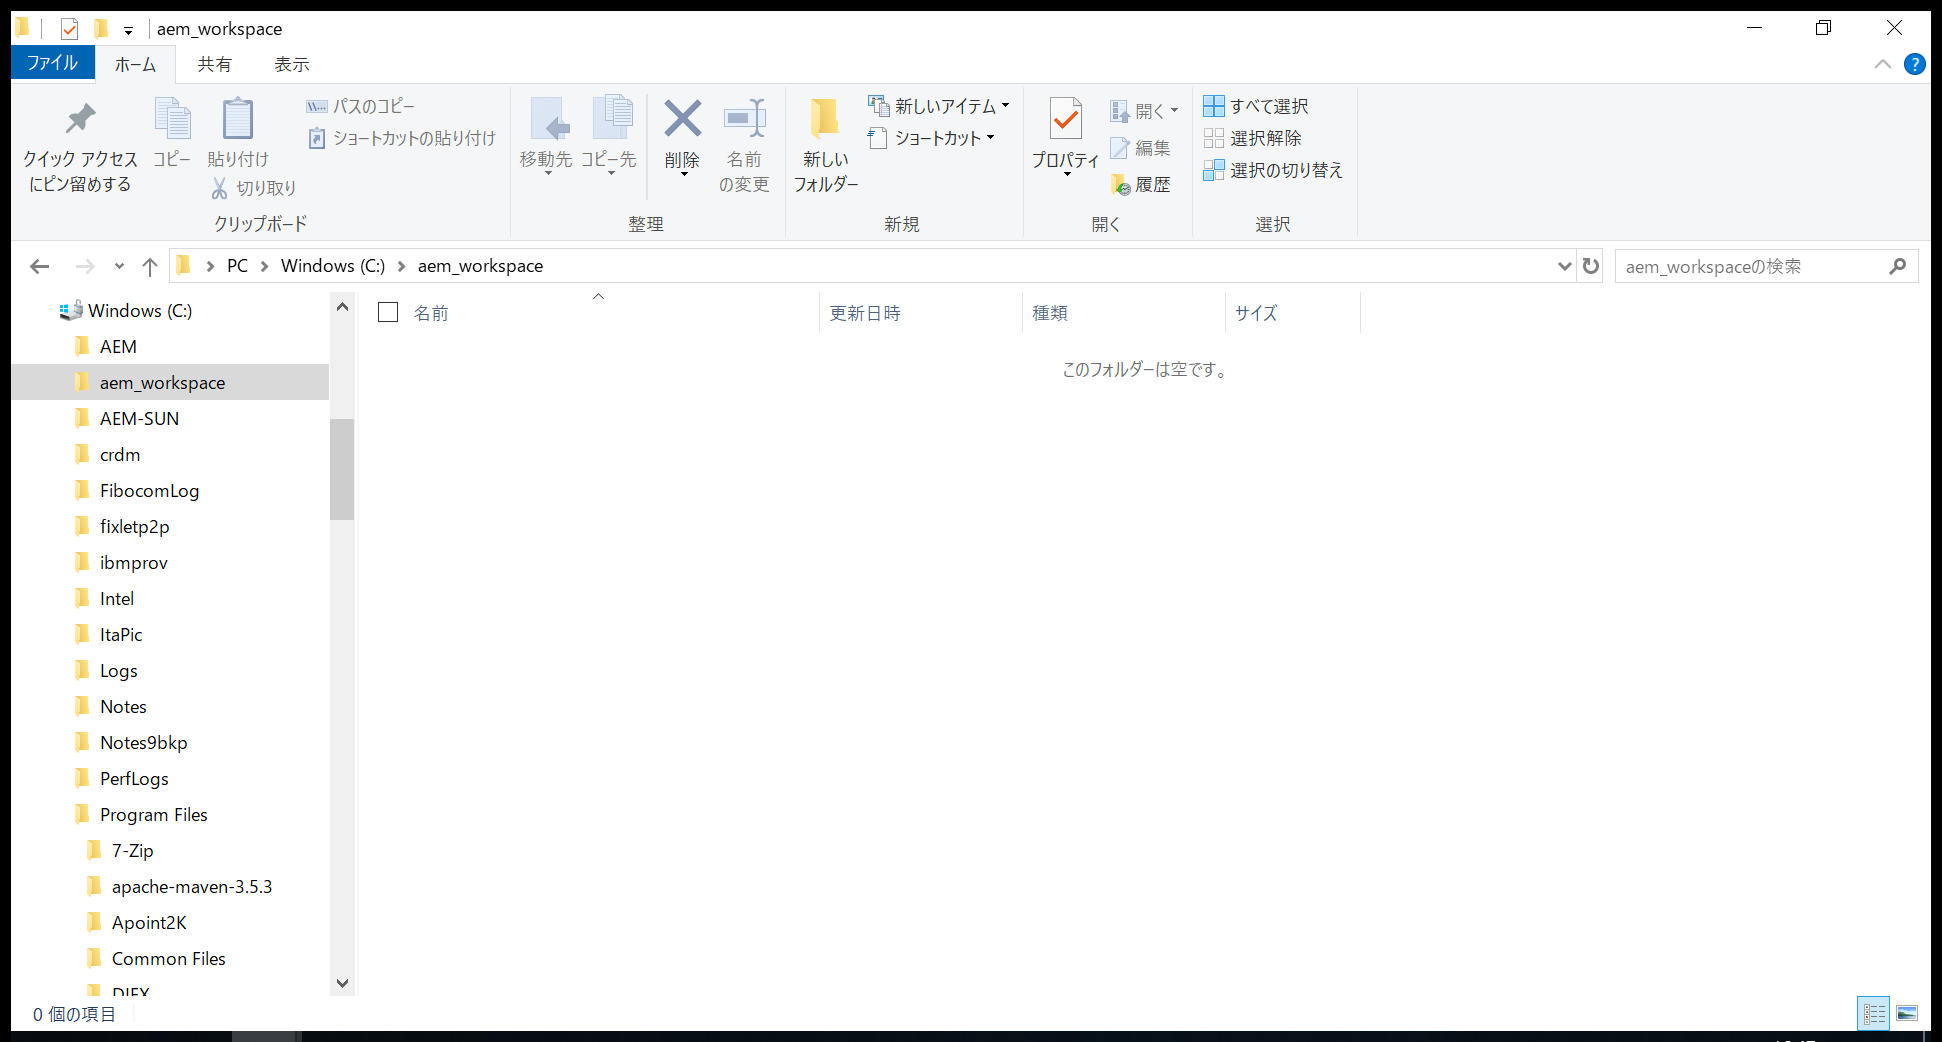 aem_workspace
ファイル ホーム 共有 表示
?
クイック アクセス
にピン留めする
コピー
貼り付け
切り取り
パスのコピー
ショートカットの貼り付け
クリップボード
移動先
コピー先
削除
名前
の変更
整理
新しい
フォルダー
新しいアイテム
ショートカット
新規
プロパティ
開く
編集
履歴
開く
すべて選択
選択解除
選択の切り替え
選択
PC Windows (C:) aem_workspace
aem_workspaceの検索
Windows (C:)
AEM
aem_workspace
AEM-SUN
crdm
FibocomLog
fixletp2p
ibmprov
Intel
ItaPic
Logs
Notes
Notes9bkp
PerfLogs
Program Files
7-Zip
apache-maven-3.5.3
Apoint2K
Common Files
名前 更新日時 種類 サイズ
このフォルダーは空です。
0 個の項目